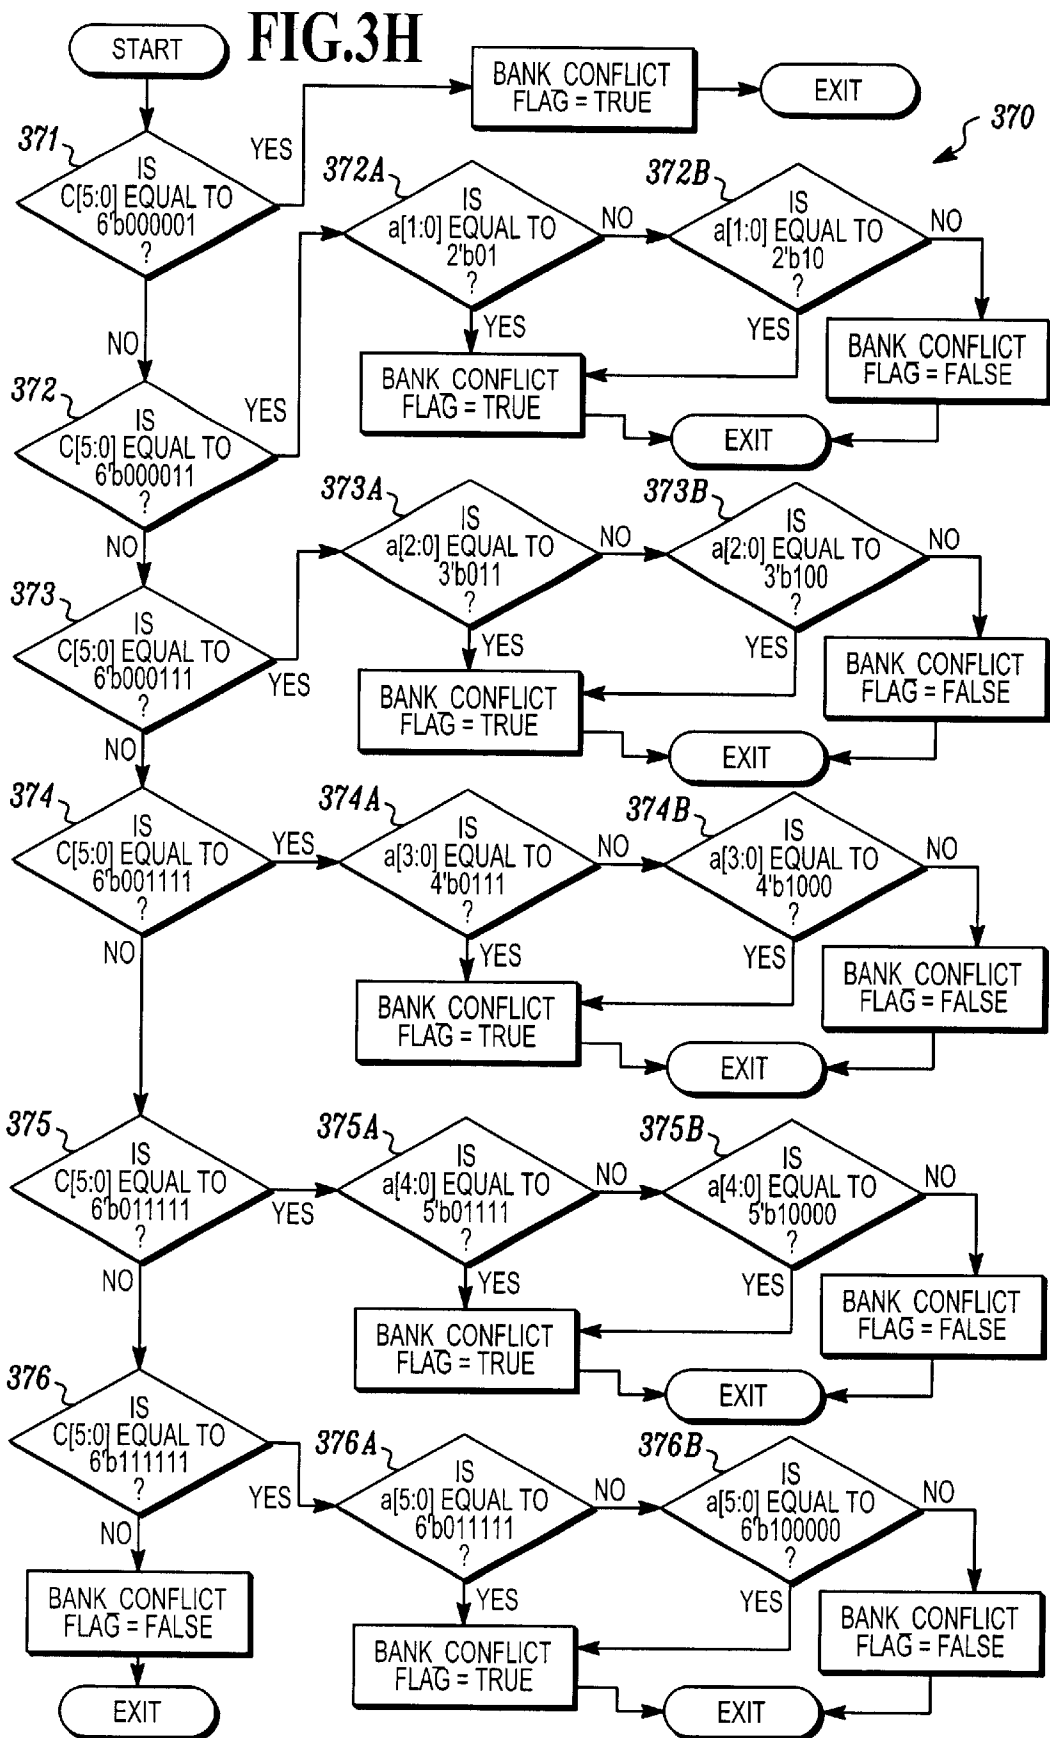 FIG.3H
START
BANK_CONFLICT
FLAG = TRUE
EXIT
370
371
IS
C[5:0] EQUAL TO
6'b000001
?
YES
NO
372A
IS
a[1:0] EQUAL TO
2'b01
?
NO
YES
372B
IS
a[1:0] EQUAL TO
2'b10
?
NO
YES
BANK_CONFLICT
FLAG = TRUE
BANK_CONFLICT
FLAG = FALSE
EXIT
372
IS
C[5:0] EQUAL TO
6'b000011
?
YES
NO
373A
IS
a[2:0] EQUAL TO
3'b011
?
NO
YES
373B
IS
a[2:0] EQUAL TO
3'b100
?
NO
YES
373
IS
C[5:0] EQUAL TO
6'b000111
?
YES
NO
BANK_CONFLICT
FLAG = TRUE
BANK_CONFLICT
FLAG = FALSE
EXIT
374
IS
C[5:0] EQUAL TO
6'b001111
?
YES
NO
374A
IS
a[3:0] EQUAL TO
4'b0111
?
NO
YES
374B
IS
a[3:0] EQUAL TO
4'b1000
?
NO
YES
BANK_CONFLICT
FLAG = TRUE
BANK_CONFLICT
FLAG = FALSE
EXIT
375
IS
C[5:0] EQUAL TO
6'b011111
?
YES
NO
375A
IS
a[4:0] EQUAL TO
5'b01111
?
NO
YES
375B
IS
a[4:0] EQUAL TO
5'b10000
?
NO
YES
BANK_CONFLICT
FLAG = TRUE
BANK_CONFLICT
FLAG = FALSE
EXIT
376
IS
C[5:0] EQUAL TO
6'b111111
?
YES
NO
376A
IS
a[5:0] EQUAL TO
6'b011111
?
NO
YES
376B
IS
a[5:0] EQUAL TO
6'b100000
?
NO
YES
BANK_CONFLICT
FLAG = FALSE
BANK_CONFLICT
FLAG = TRUE
BANK_CONFLICT
FLAG = FALSE
EXIT
EXIT